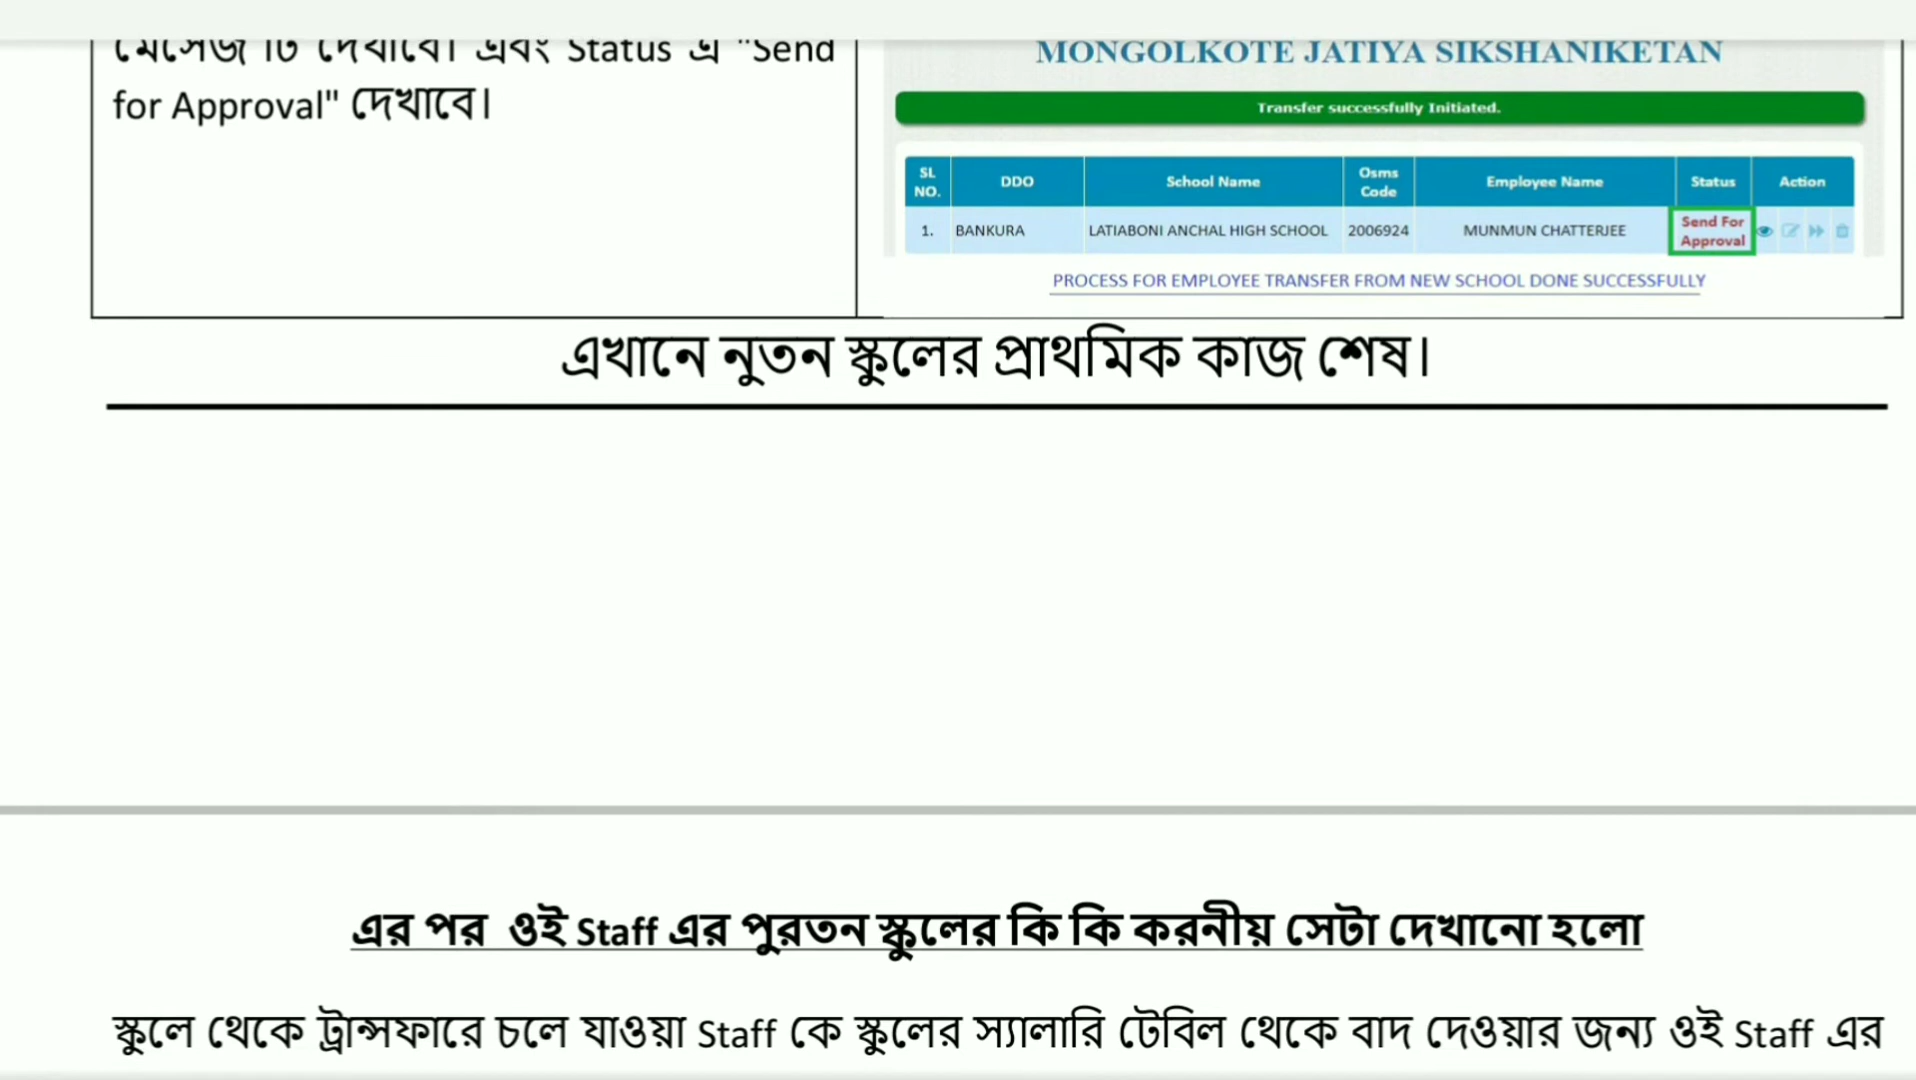 মেসেজ টি দেখাবে। এবং Status এ "Send
for Approval" দেখাবে।
MONGOLKOTE JATIYA SIKSHANIKETAN
Transfer successfully Initiated.
SL NO. DDO School Name Osms Code Employee Name Status Action
1. BANKURA LATIABONI ANCHAL HIGH SCHOOL 2006924 MUNMUN CHATTERJEE Send For Approval
PROCESS FOR EMPLOYEE TRANSFER FROM NEW SCHOOL DONE SUCCESSFULLY
এখানে নুতন স্কুলের প্রাথমিক কাজ শেষ।
এর পর ওই Staff এর পুরতন স্কুলের কি কি করনীয় সেটা দেখানো হলো
স্কুলে থেকে ট্রান্সফারে চলে যাওয়া Staff কে স্কুলের স্যালারি টেবিল থেকে বাদ দেওয়ার জন্য ওই Staff এর